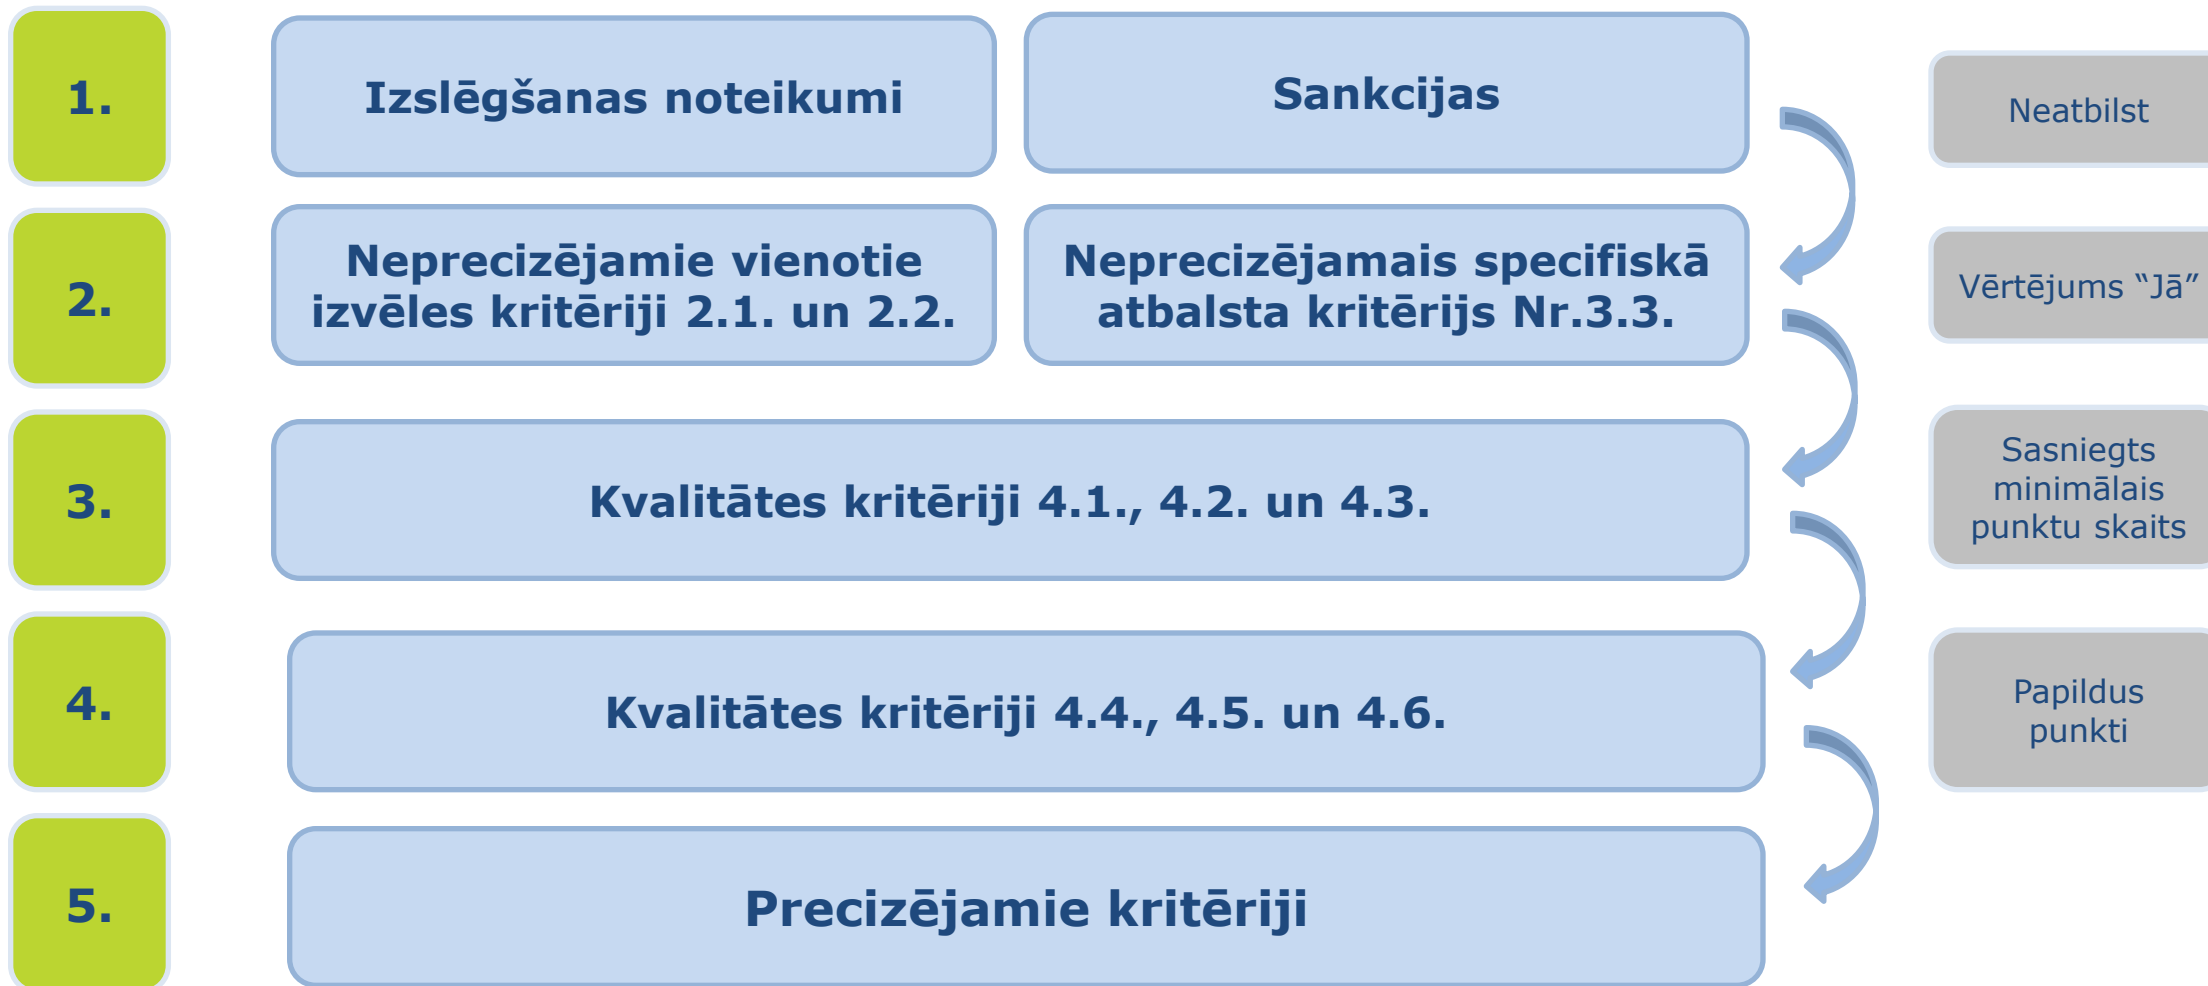 1.
Izslēgšanas noteikumi
Sankcijas
Neatbilst
2.
Neprecizējamie vienotie
izvēles kritēriji 2.1. un 2.2.
Neprecizējamais specifiskā
atbalsta kritērijs Nr.3.3.
Vērtējums “Jā”
3.
Kvalitātes kritēriji 4.1., 4.2. un 4.3.
Sasniegts
minimālais
punktu skaits
4.
Kvalitātes kritēriji 4.4., 4.5. un 4.6.
Papildus
punkti
5.
Precizējamie kritēriji